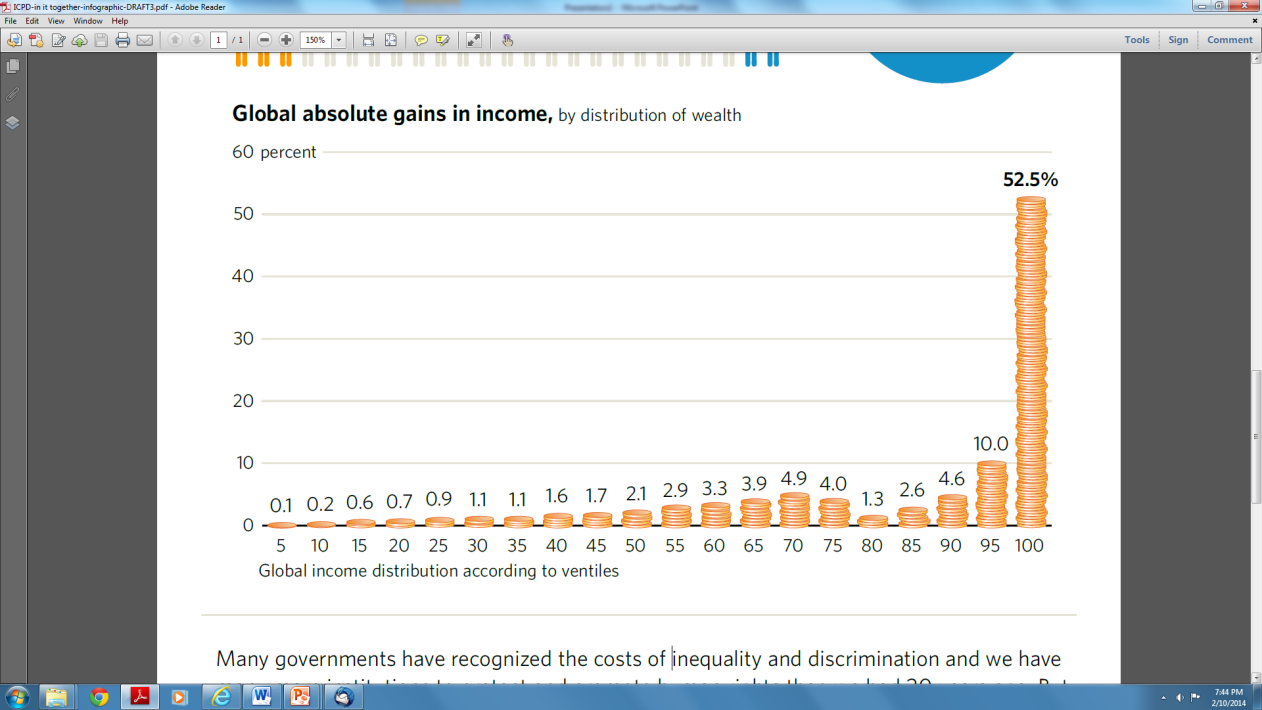 ICPD-in it together-infographic-DRAFT3.pdf - Adobe Reader
Presentation1 - Microsoft PowerPoint
File Edit View Window Help
1 / 1 150% Tools Sign Comment
Global absolute gains in income, by distribution of wealth
60 percent
52.5%
50
40
30
20
10.0
10
0.1 0.2 0.6 0.7 0.9 1.1 1.1 1.6 1.7 2.1 2.9 3.3 3.9 4.9 4.0 1.3 2.6 4.6
0
5 10 15 20 25 30 35 40 45 50 55 60 65 70 75 80 85 90 95 100
Global income distribution according to ventiles
Many governments have recognized the costs of inequality and discrimination and we have
7:44 PM
2/10/2014